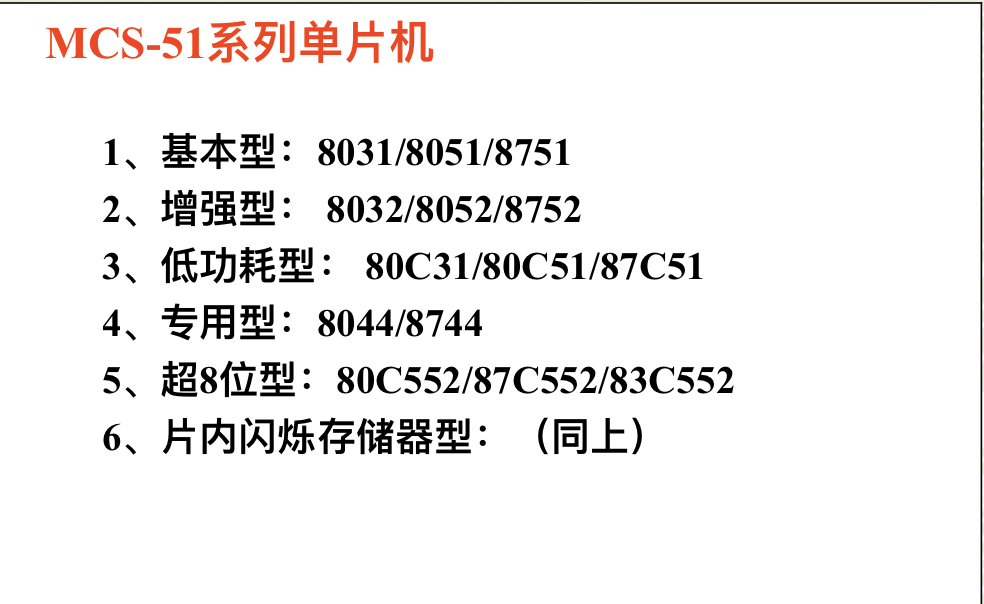 MCS-51系列单片机
1、基本型：8031/8051/8751
2、增强型： 8032/8052/8752
3、低功耗型： 80C31/80C51/87C51
4、专用型：8044/8744
5、超8位型：80C552/87C552/83C552
6、片内闪烁存储器型：（同上）